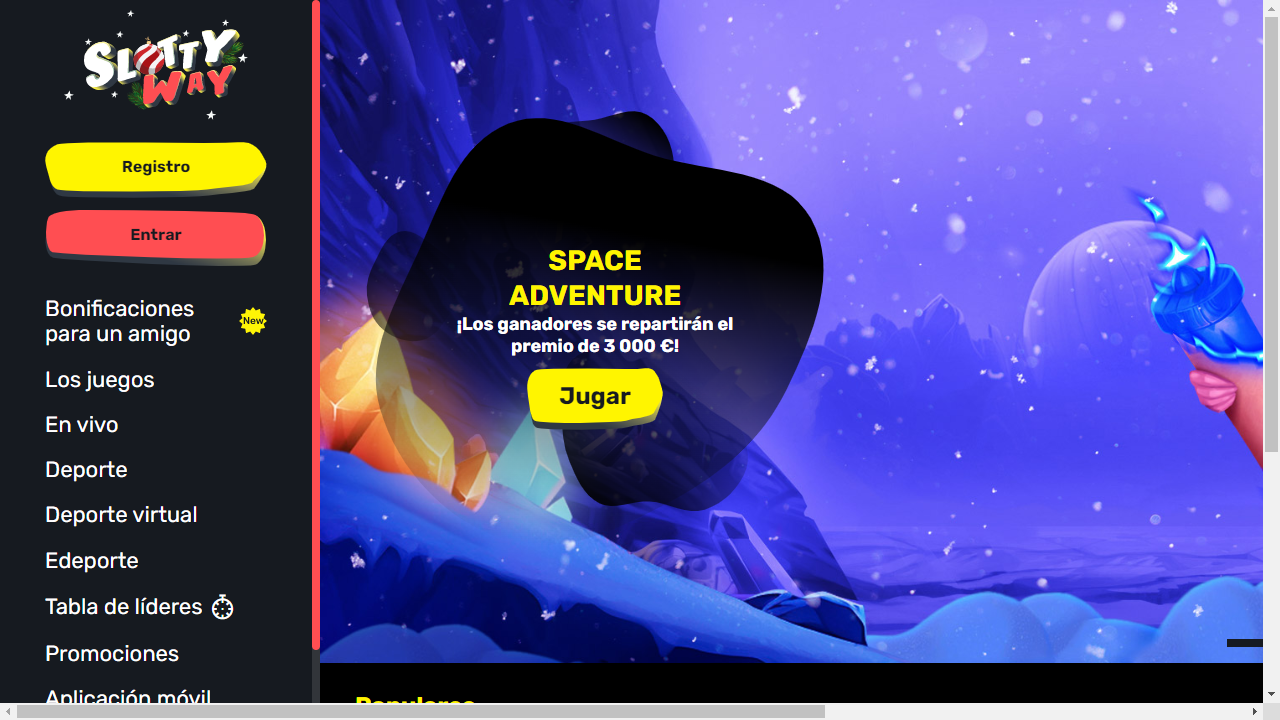 SLOTTY
WAY
Registro
Entrar
Bonificaciones
para un amigo
New
Los juegos
En vivo
Deporte
Deporte virtual
Edeporte
Tabla de líderes
Promociones
Aplicación móvil
SPACE
ADVENTURE
¡Los ganadores se repartirán el
premio de 3 000 €!
Jugar
Populares